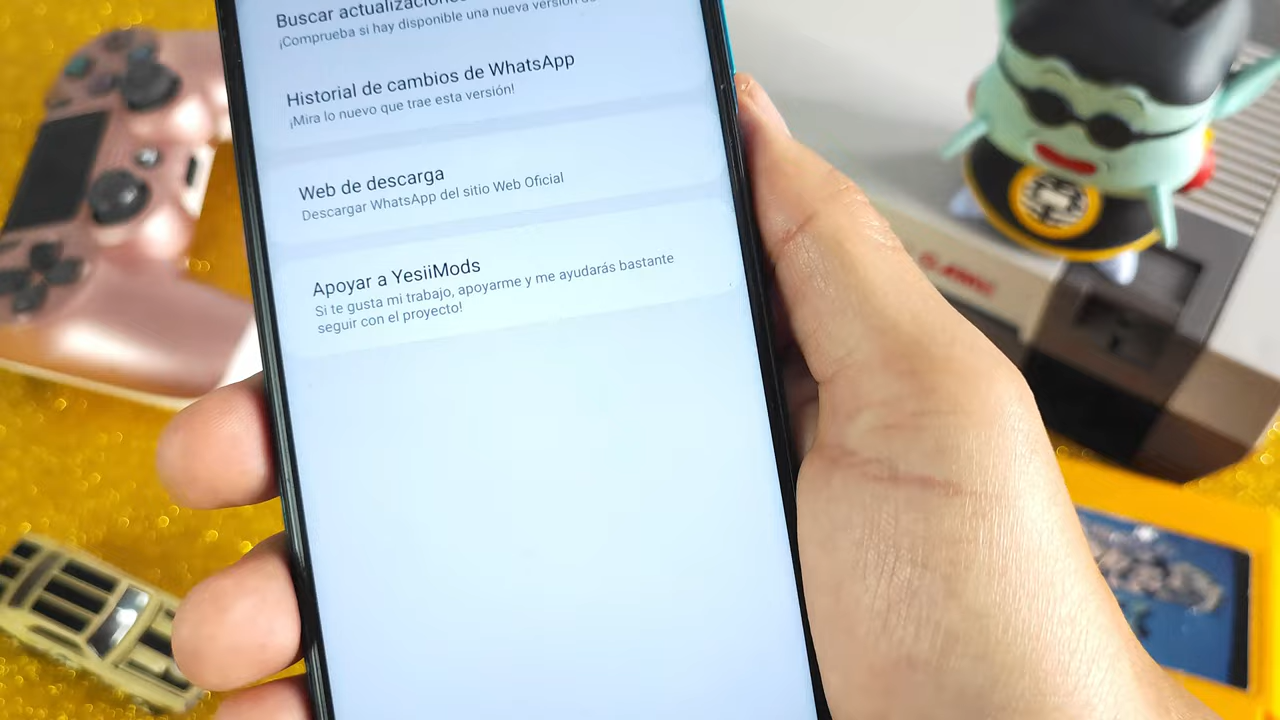 Buscar actualizaciones
¡Comprueba si hay disponible una nueva versión de
Historial de cambios de WhatsApp
¡Mira lo nuevo que trae esta versión!
Web de descarga
Descargar WhatsApp del sitio Web Oficial
Apoyar a YesiiMods
Si te gusta mi trabajo, apoyarme y me ayudarás bastante
seguir con el proyecto!